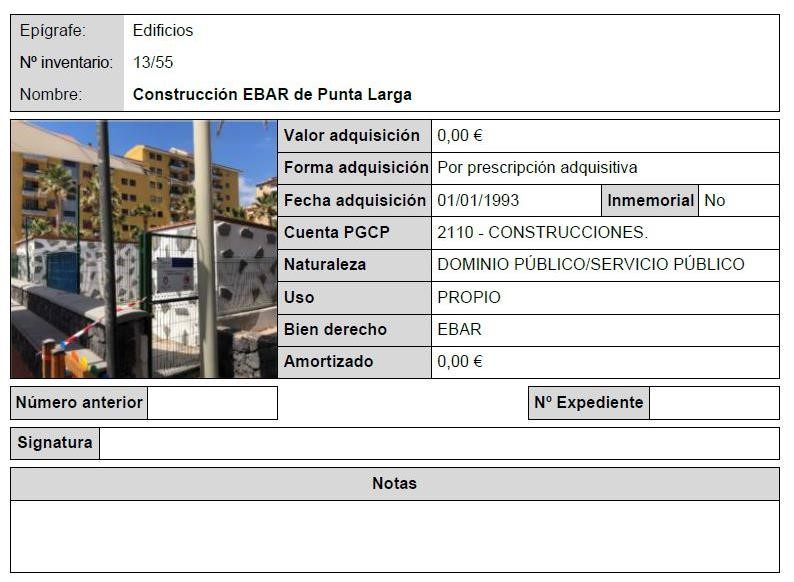 Epígrafe: Edificios
Nº inventario: 13/55
Nombre: Construcción EBAR de Punta Larga
Valor adquisición 0,00 €
Forma adquisición Por prescripción adquisitiva
Fecha adquisición 01/01/1993 Inmemorial No
Cuenta PGCP 2110 - CONSTRUCCIONES.
Naturaleza DOMINIO PÚBLICO/SERVICIO PÚBLICO
Uso PROPIO
Bien derecho EBAR
Amortizado 0,00 €
Número anterior Nº Expediente
Signatura
Notas